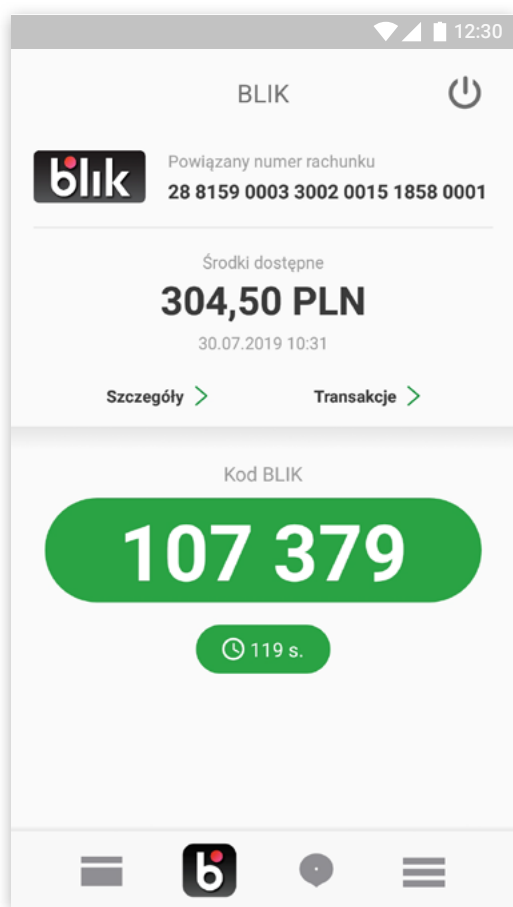 12:30
BLIK
blik
Powiązany numer rachunku
28 8159 0003 3002 0015 1858 0001
Środki dostępne
304,50 PLN
30.07.2019 10:31
Szczegóły Transakcje
Kod BLIK
107 379
119 s.
b